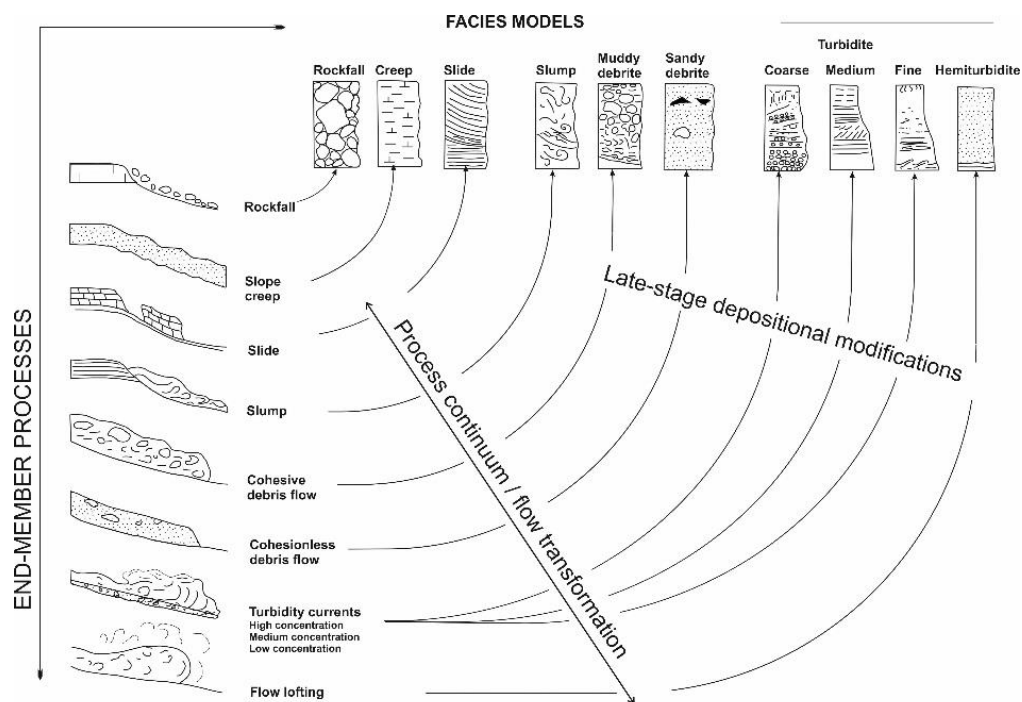 FACIES MODELS
Turbidite
Rockfall
Creep
Slide
Slump
Muddy
debrite
Sandy
debrite
Coarse
Medium
Fine
Hemiturbidite
END-MEMBER PROCESSES
Rockfall
Slope
creep
Slide
Slump
Cohesive
debris flow
Cohesionless
debris flow
Turbidity currents
High concentration
Medium concentration
Low concentration
Flow lofting
Process continuum / flow transformation
Late-stage depositional modifications